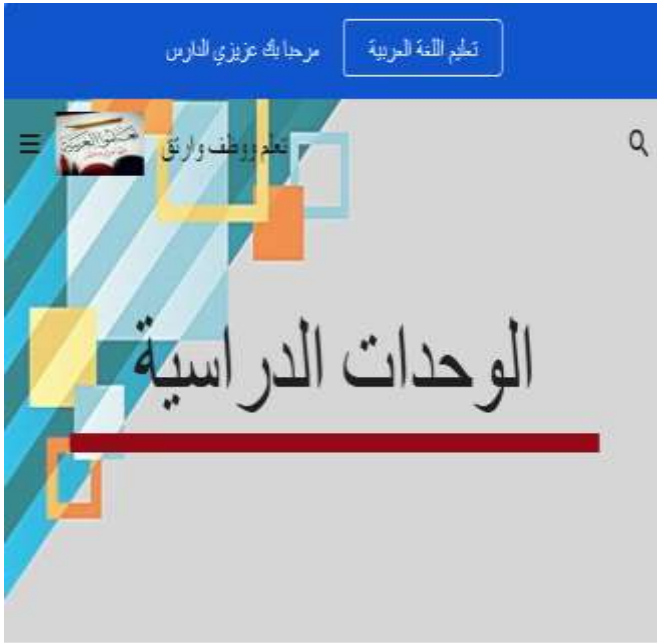 مرحبا بك عزيزي الدارس
تعليم اللغة العربية
تعلم ووظف وارتق
الوحدات الدراسية